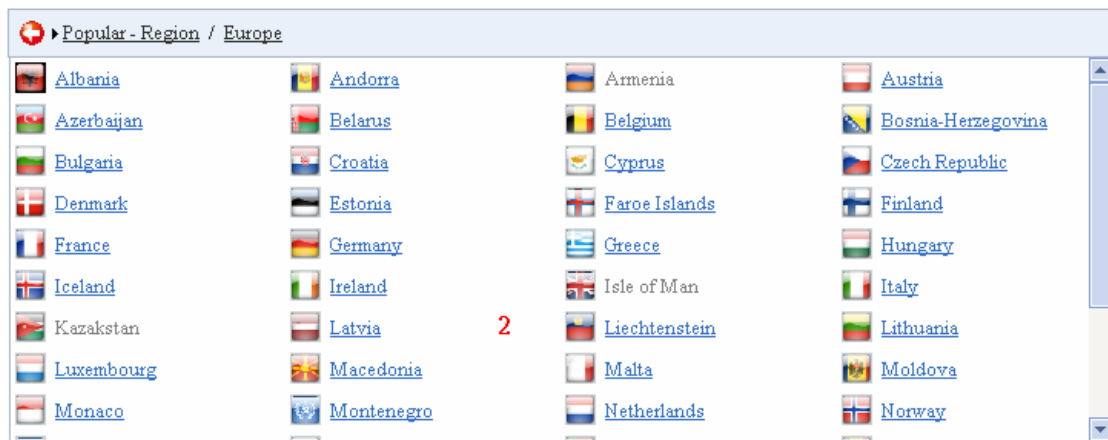 Popular - Region / Europe
Albania Andorra Armenia Austria
Azerbaijan Belarus Belgium Bosnia-Herzegovina
Bulgaria Croatia Cyprus Czech Republic
Denmark Estonia Faroe Islands Finland
France Germany Greece Hungary
Iceland Ireland Isle of Man Italy
Kazakstan Latvia 2 Liechtenstein Lithuania
Luxembourg Macedonia Malta Moldova
Monaco Montenegro Netherlands Norway